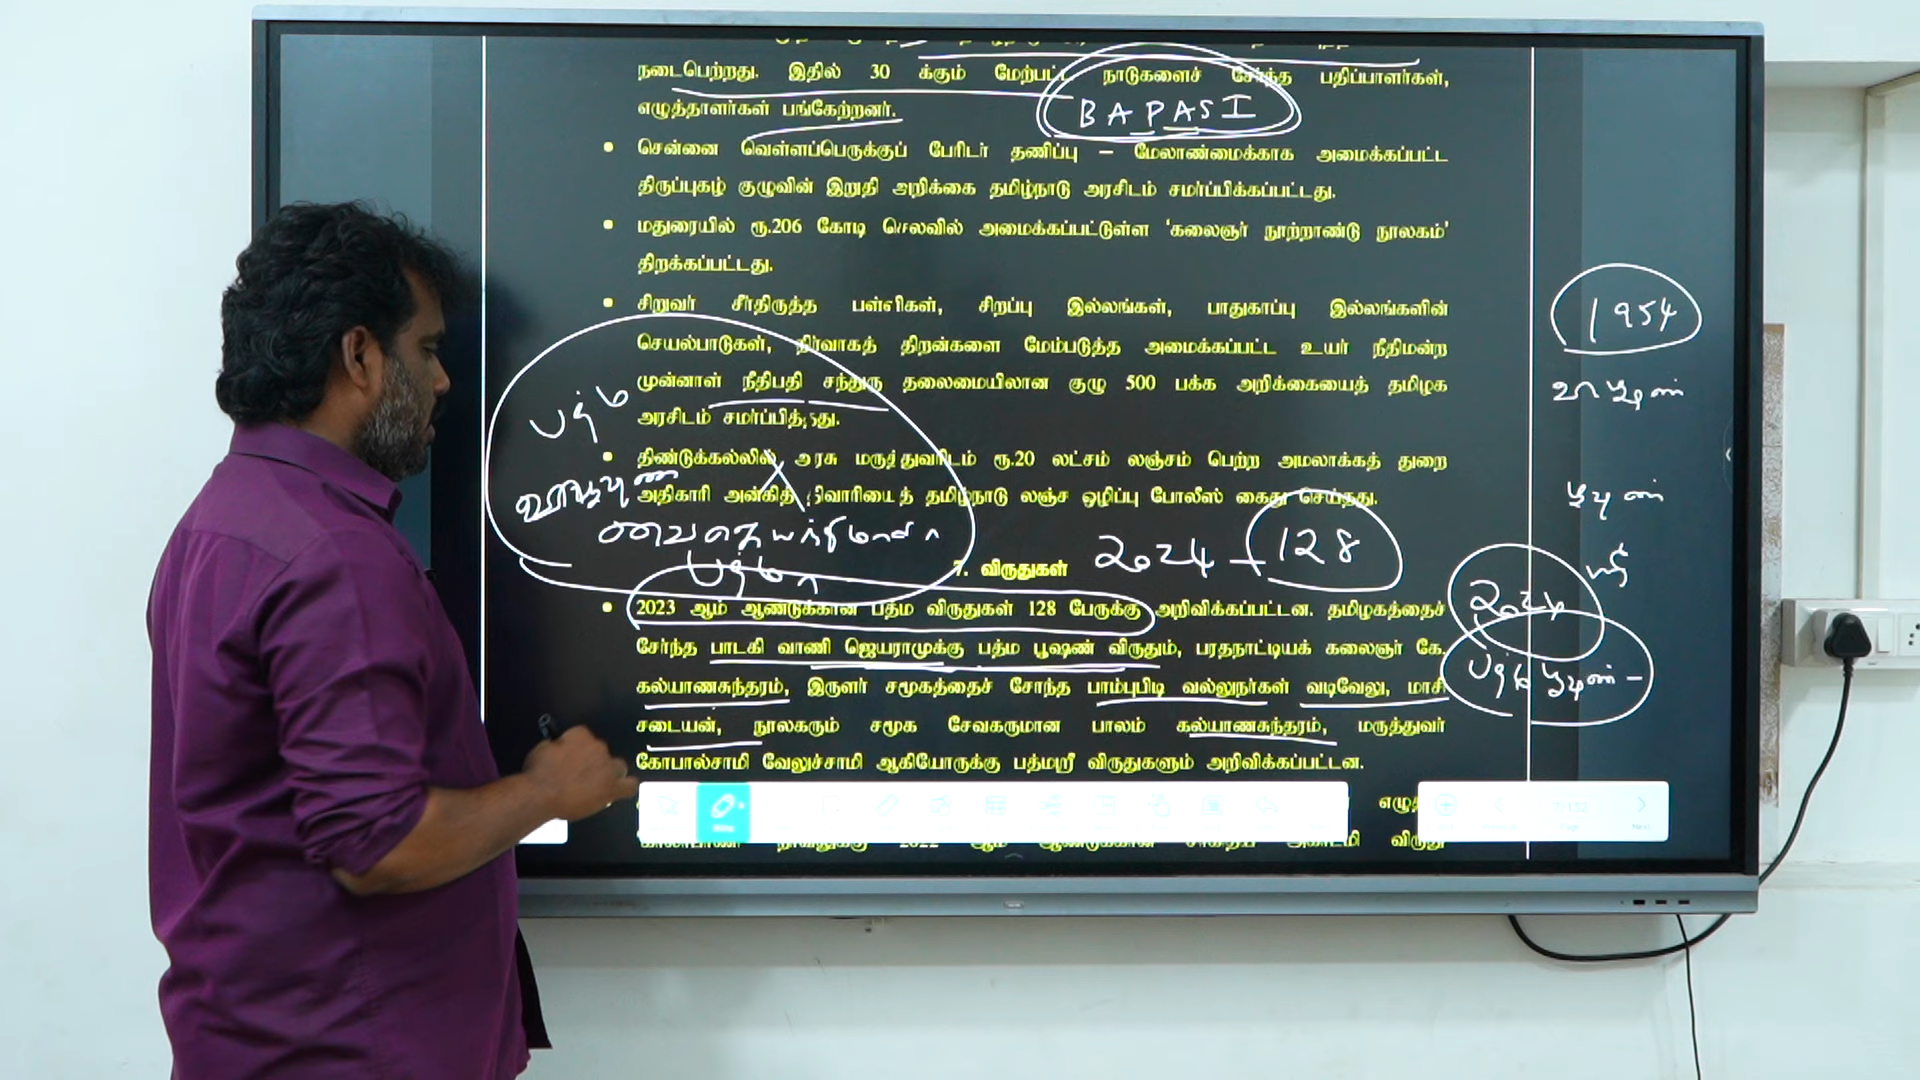 நடைபெற்றது. இதில் 30 க்கும் மேற்பட்ட நாடுகளைச் சேர்ந்த பதிப்பாளர்கள்,
எழுத்தாளர்கள் பங்கேற்றனர்.
BAPASI
சென்னை வெள்ளப்பெருக்குப் பேரிடர் தணிப்பு – மேலாண்மைக்காக அமைக்கப்பட்ட
திருப்புகழ் குழுவின் இறுதி அறிக்கை தமிழ்நாடு அரசிடம் சமர்ப்பிக்கப்பட்டது.
மதுரையில் ரூ.206 கோடி செலவில் அமைக்கப்பட்டுள்ள 'கலைஞர் நூற்றாண்டு நூலகம்'
திறக்கப்பட்டது.
சிறுவர் சீர்திருத்த பள்ளிகள், சிறப்பு இல்லங்கள், பாதுகாப்பு இல்லங்களின்
1954
செயல்பாடுகள், நிர்வாகத் திறன்களை மேம்படுத்த அமைக்கப்பட்ட உயர் நீதிமன்ற
முன்னாள் நீதிபதி சந்துரு தலைமையிலான குழு 500 பக்க அறிக்கையைத் தமிழக
அரசிடம் சமர்ப்பித்தது.
பத்ம
திண்டுக்கல்லில் அரசு மருத்துவரிடம் ரூ.20 லட்சம் லஞ்சம் பெற்ற அமலாக்கத் துறை
அதிகாரி அன்கித் திவாரியைத் தமிழ்நாடு லஞ்ச ஒழிப்பு போலீஸ் கைது செய்தது.
பூஷண்
7. விருதுகள்
2024 – 128
2023 ஆம் ஆண்டுக்கான பத்ம விருதுகள் 128 பேருக்கு அறிவிக்கப்பட்டன. தமிழகத்தைச்
2024
சேர்ந்த பாடகி வாணி ஜெயராமுக்கு பத்ம பூஷண் விருதும், பரதநாட்டியக் கலைஞர் கே.
பத்ம பூஷண் –
கல்யாணசுந்தரம், இருளர் சமூகத்தைச் சேர்ந்த பாம்புபிடி வல்லுநர்கள் வடிவேலு, மாசி
சடையன், நூலகரும் சமூக சேவகருமான பாலம் கல்யாணசுந்தரம், மருத்துவர்
கோபால்சாமி வேலுச்சாமி ஆகியோருக்கு பத்மஸ்ரீ விருதுகளும் அறிவிக்கப்பட்டன.
Next